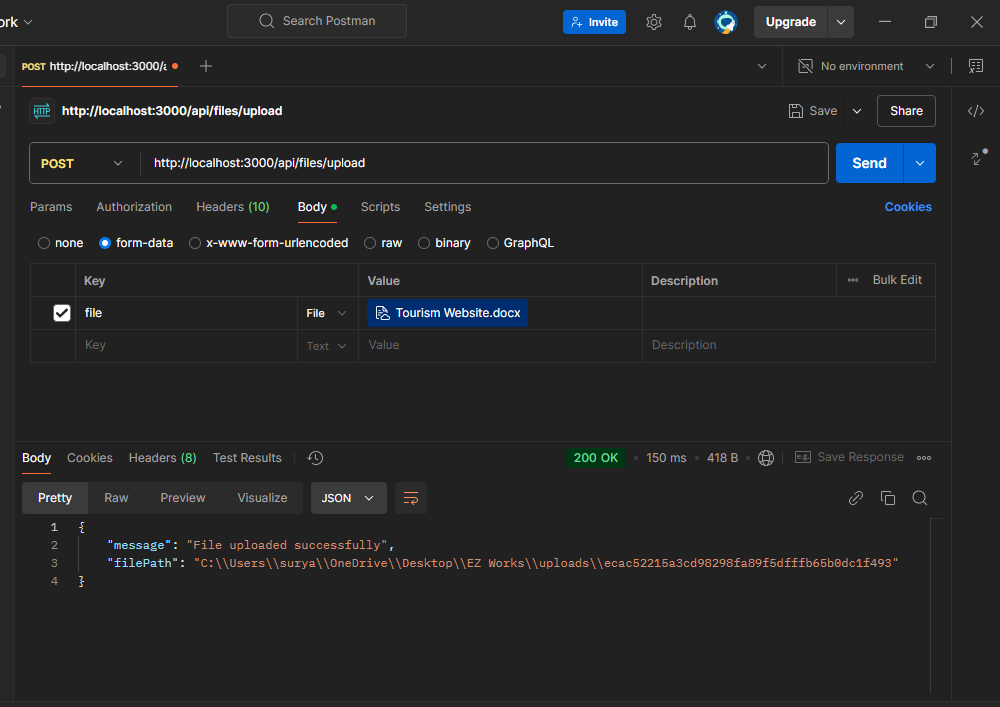 ork
Search Postman
Invite
Upgrade
POST http://localhost:3000/a
No environment
HTTP http://localhost:3000/api/files/upload
Save
Share
POST http://localhost:3000/api/files/upload
Send
Params Authorization Headers (10) Body Scripts Settings Cookies
none form-data x-www-form-urlencoded raw binary GraphQL
Key Value Description ••• Bulk Edit
file File Tourism Website.docx
Key Text Value Description
Body Cookies Headers (8) Test Results 200 OK • 150 ms • 418 B • e.g. Save Response
Pretty Raw Preview Visualize JSON
1 {
2 "message": "File uploaded successfully",
3 "filePath": "C:\\Users\\surya\\OneDrive\\Desktop\\EZ Works\\uploads\\ecac52215a3cd98298fa89f5dfffb65b0dc1f493"
4 }